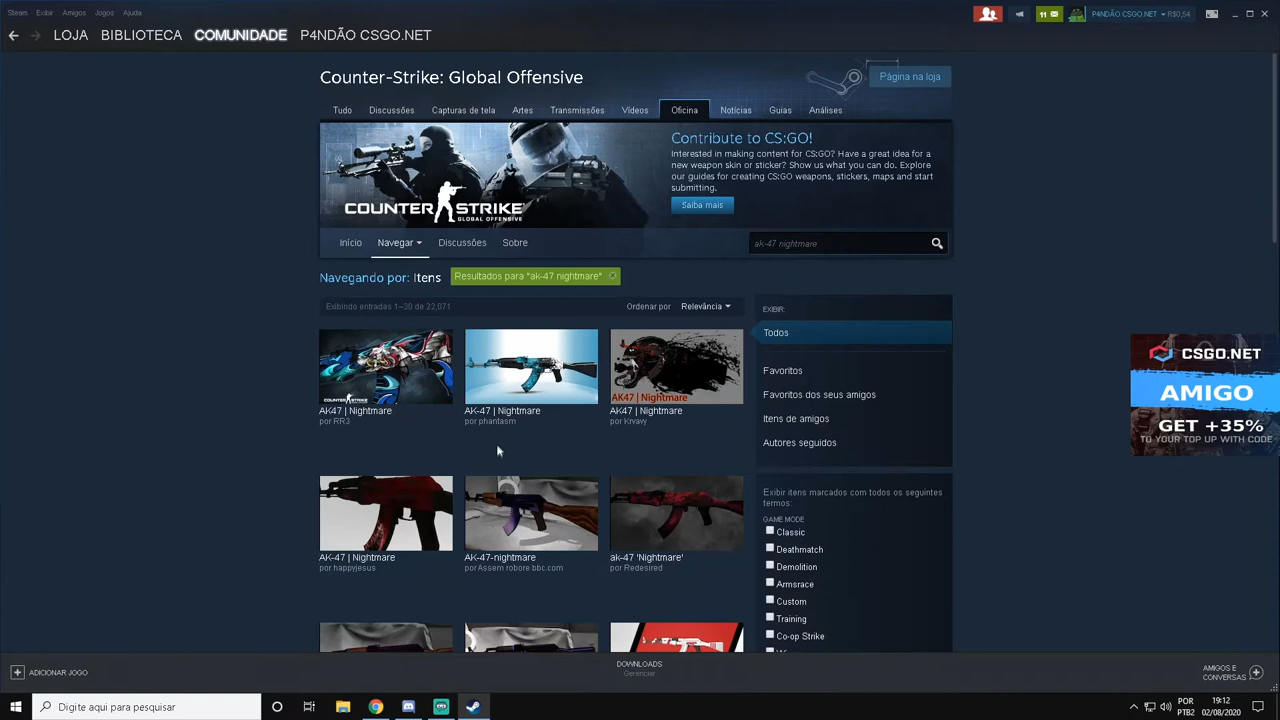 Steam Exibir Amigos Jogos Ajuda
11
P4NDÃO CSGO.NET R$0,54
LOJA BIBLIOTECA COMUNIDADE P4NDÃO CSGO.NET
Counter-Strike: Global Offensive
Página na loja
Tudo Discussões Capturas de tela Artes Transmissões Vídeos Oficina Notícias Guias Análises
COUNTER STRIKE
GLOBAL OFFENSIVE
Contribute to CS:GO!
Interested in making content for CS:GO? Have a great idea for a
new weapon skin or sticker? Show us what you can do. Explore
our guides for creating CS:GO weapons, stickers, maps and start
submitting.
Saiba mais
Início Navegar Discussões Sobre
ak-47 nightmare
Navegando por: Itens Resultados para "ak-47 nightmare"
Exibindo entradas 1–30 de 22,071
Ordenar por Relevância
COUNTER STRIKE
AK47 | Nightmare
AK47 | Nightmare
por RR3
AK-47 | Nightmare
por phantasm
AK47 | Nightmare
por Krvavy
AK-47 | Nightmare
por happyjesus
AK-47-nightmare
por Assem robore bbc.com
ak-47 'Nightmare'
por Redesired
EXIBIR:
Todos
Favoritos
Favoritos dos seus amigos
Itens de amigos
Autores seguidos
Exibir itens marcados com todos os seguintes
termos:
GAME MODE
Classic
Deathmatch
Demolition
Armsrace
Custom
Training
Co-op Strike
CSGO.NET
AMIGO
GET +35%
TO YOUR TOP UP WITH CODE
ADICIONAR JOGO
DOWNLOADS
Gerenciar
AMIGOS E
CONVERSAS
Digite aqui para pesquisar
POR
PTB2
19:12
02/08/2020